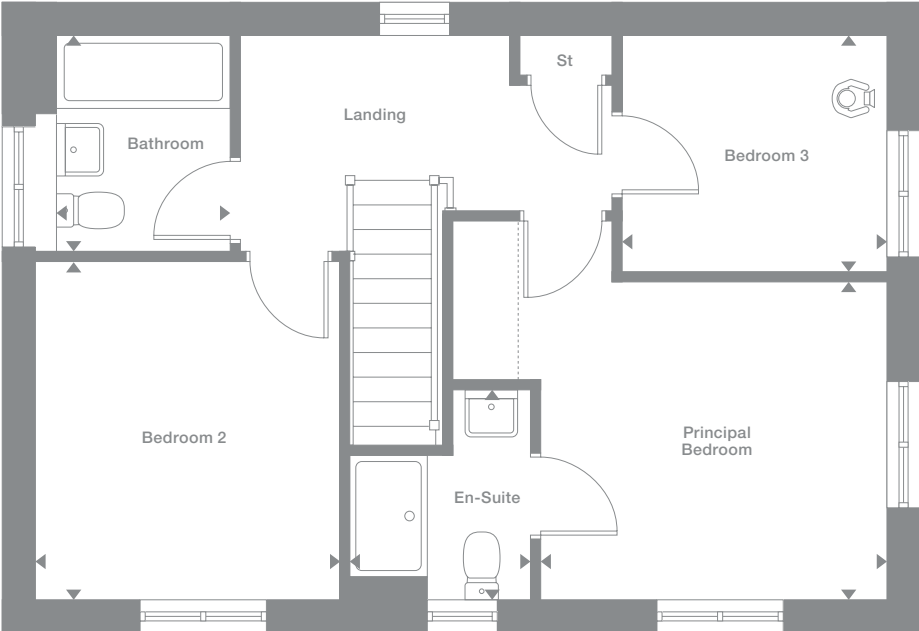 St
Landing
Bathroom
Bedroom 3
Bedroom 2
Principal
Bedroom
En-Suite